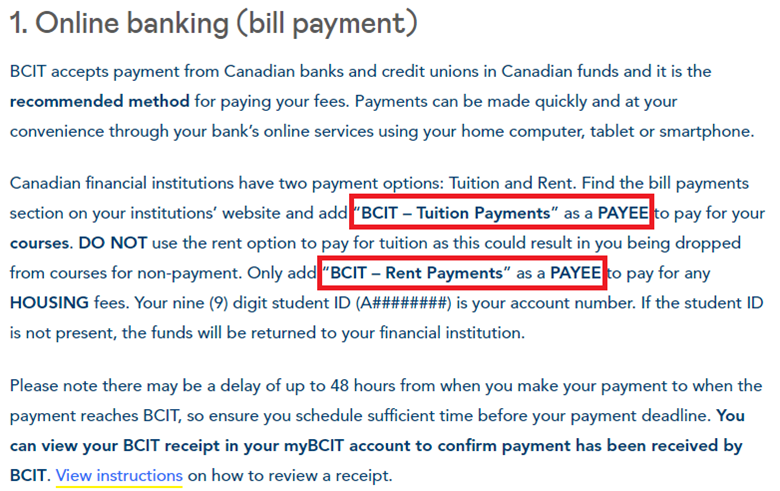 1. Online banking (bill payment)
BCIT accepts payment from Canadian banks and credit unions in Canadian funds and it is the
recommended method for paying your fees. Payments can be made quickly and at your
convenience through your bank’s online services using your home computer, tablet or smartphone.
Canadian financial institutions have two payment options: Tuition and Rent. Find the bill payments
section on your institutions’ website and add “BCIT – Tuition Payments” as a PAYEE to pay for your
courses. DO NOT use the rent option to pay for tuition as this could result in you being dropped
from courses for non-payment. Only add “BCIT – Rent Payments” as a PAYEE to pay for any
HOUSING fees. Your nine (9) digit student ID (A########) is your account number. If the student ID
is not present, the funds will be returned to your financial institution.
Please note there may be a delay of up to 48 hours from when you make your payment to when the
payment reaches BCIT, so ensure you schedule sufficient time before your payment deadline. You
can view your BCIT receipt in your myBCIT account to confirm payment has been received by
BCIT. View instructions on how to review a receipt.